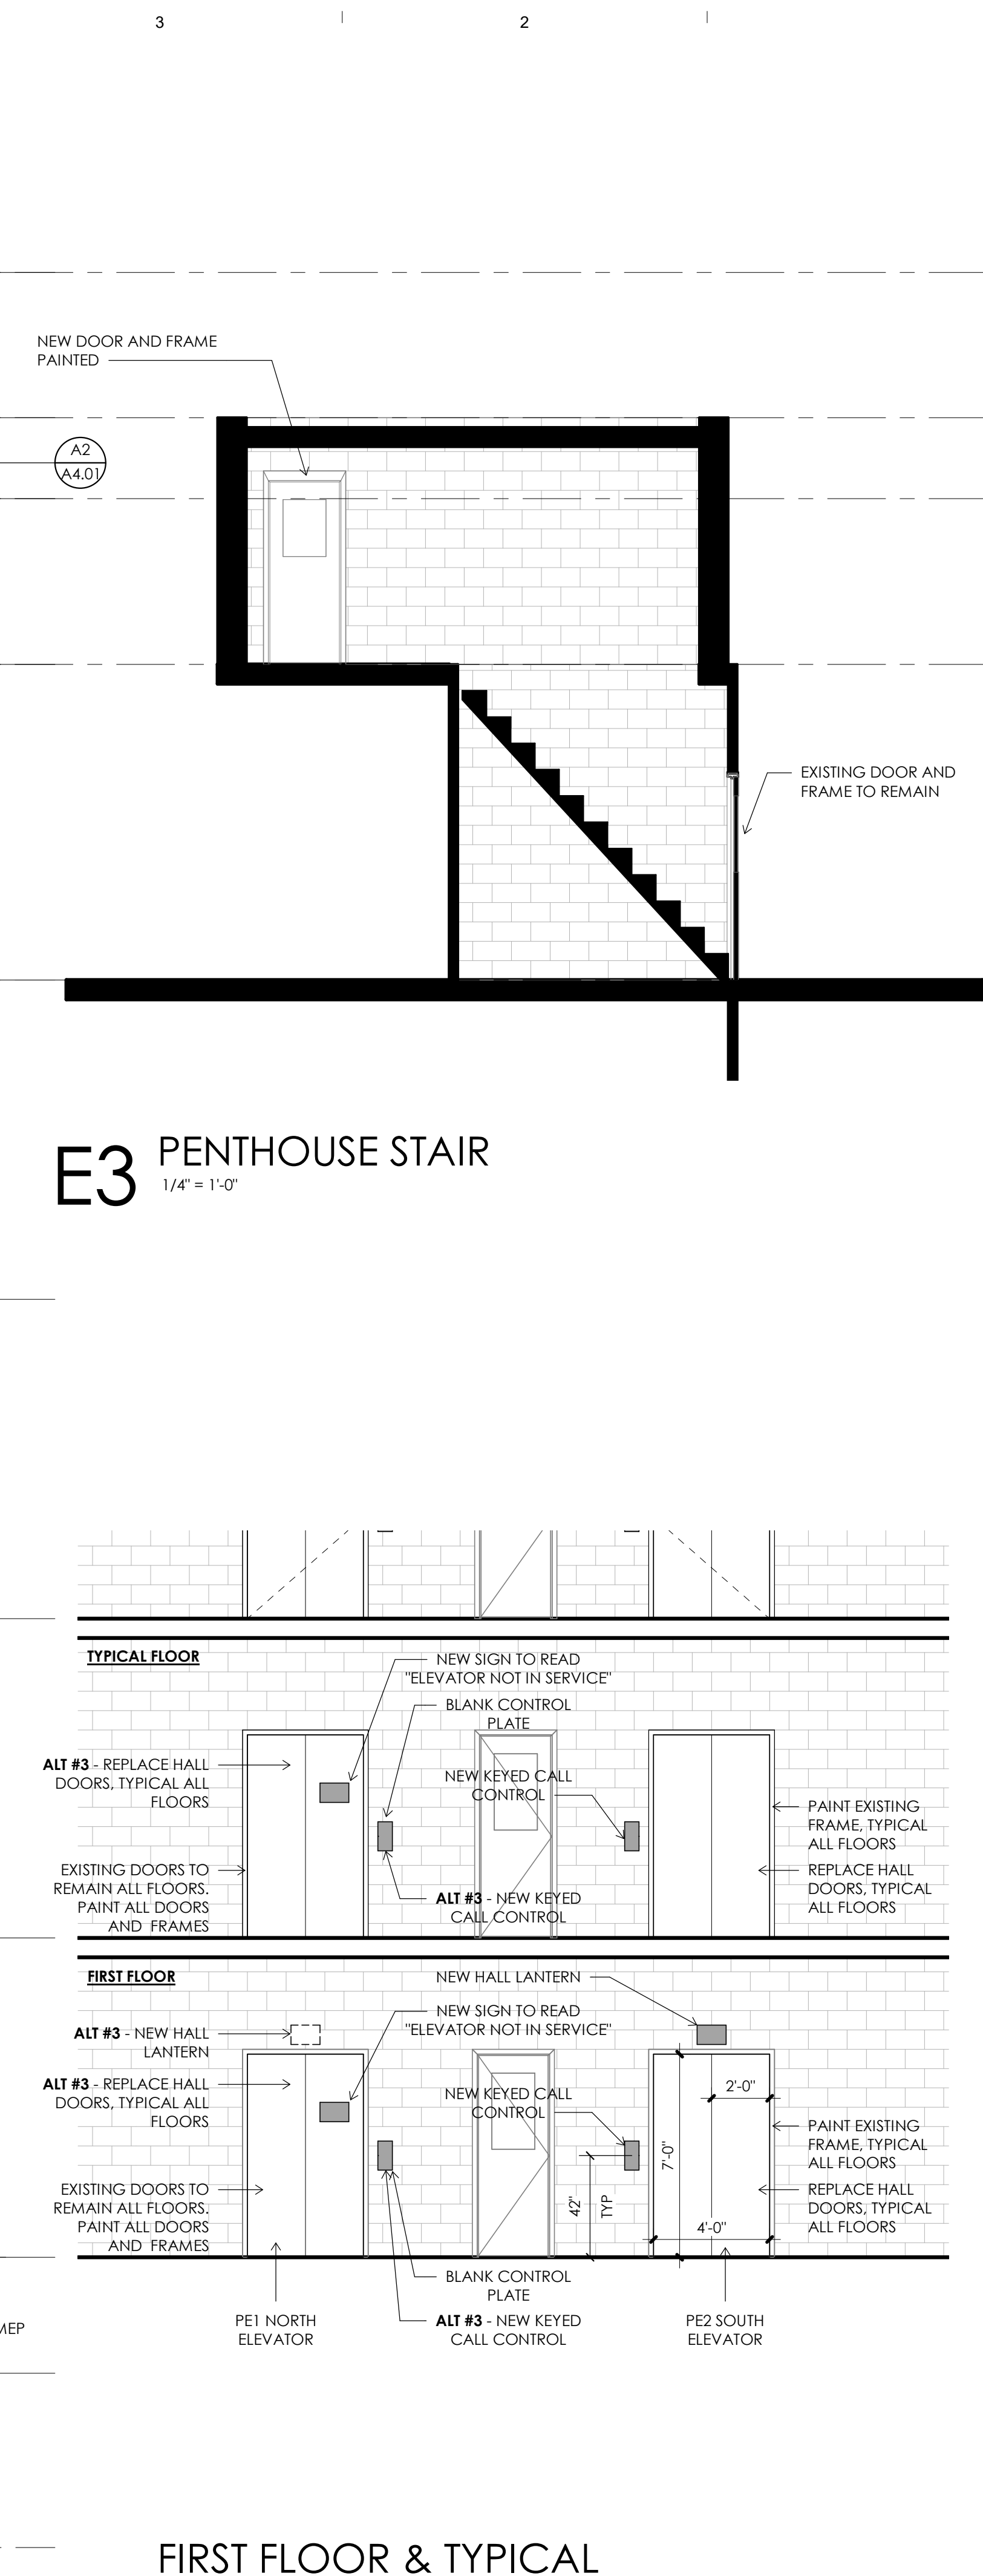 3
2
NEW DOOR AND FRAME
PAINTED
A2
A4.01
EXISTING DOOR AND
FRAME TO REMAIN
E3
PENTHOUSE STAIR
1/4" = 1'-0"
TYPICAL FLOOR
NEW SIGN TO READ
"ELEVATOR NOT IN SERVICE"
BLANK CONTROL
PLATE
ALT #3 - REPLACE HALL
DOORS, TYPICAL ALL
FLOORS
NEW KEYED CALL
CONTROL
PAINT EXISTING
FRAME, TYPICAL
ALL FLOORS
EXISTING DOORS TO
REMAIN ALL FLOORS.
PAINT ALL DOORS
AND FRAMES
REPLACE HALL
DOORS, TYPICAL
ALL FLOORS
ALT #3 - NEW KEYED
CALL CONTROL
FIRST FLOOR
NEW HALL LANTERN
NEW SIGN TO READ
"ELEVATOR NOT IN SERVICE"
ALT #3 - NEW HALL
LANTERN
ALT #3 - REPLACE HALL
DOORS, TYPICAL ALL
FLOORS
NEW KEYED CALL
CONTROL
2'-0"
7'-0"
PAINT EXISTING
FRAME, TYPICAL
ALL FLOORS
EXISTING DOORS TO
REMAIN ALL FLOORS.
PAINT ALL DOORS
AND FRAMES
42"
TYP
4'-0"
REPLACE HALL
DOORS, TYPICAL
ALL FLOORS
BLANK CONTROL
PLATE
MEP
PE1 NORTH
ELEVATOR
ALT #3 - NEW KEYED
CALL CONTROL
PE2 SOUTH
ELEVATOR
FIRST FLOOR & TYPICAL